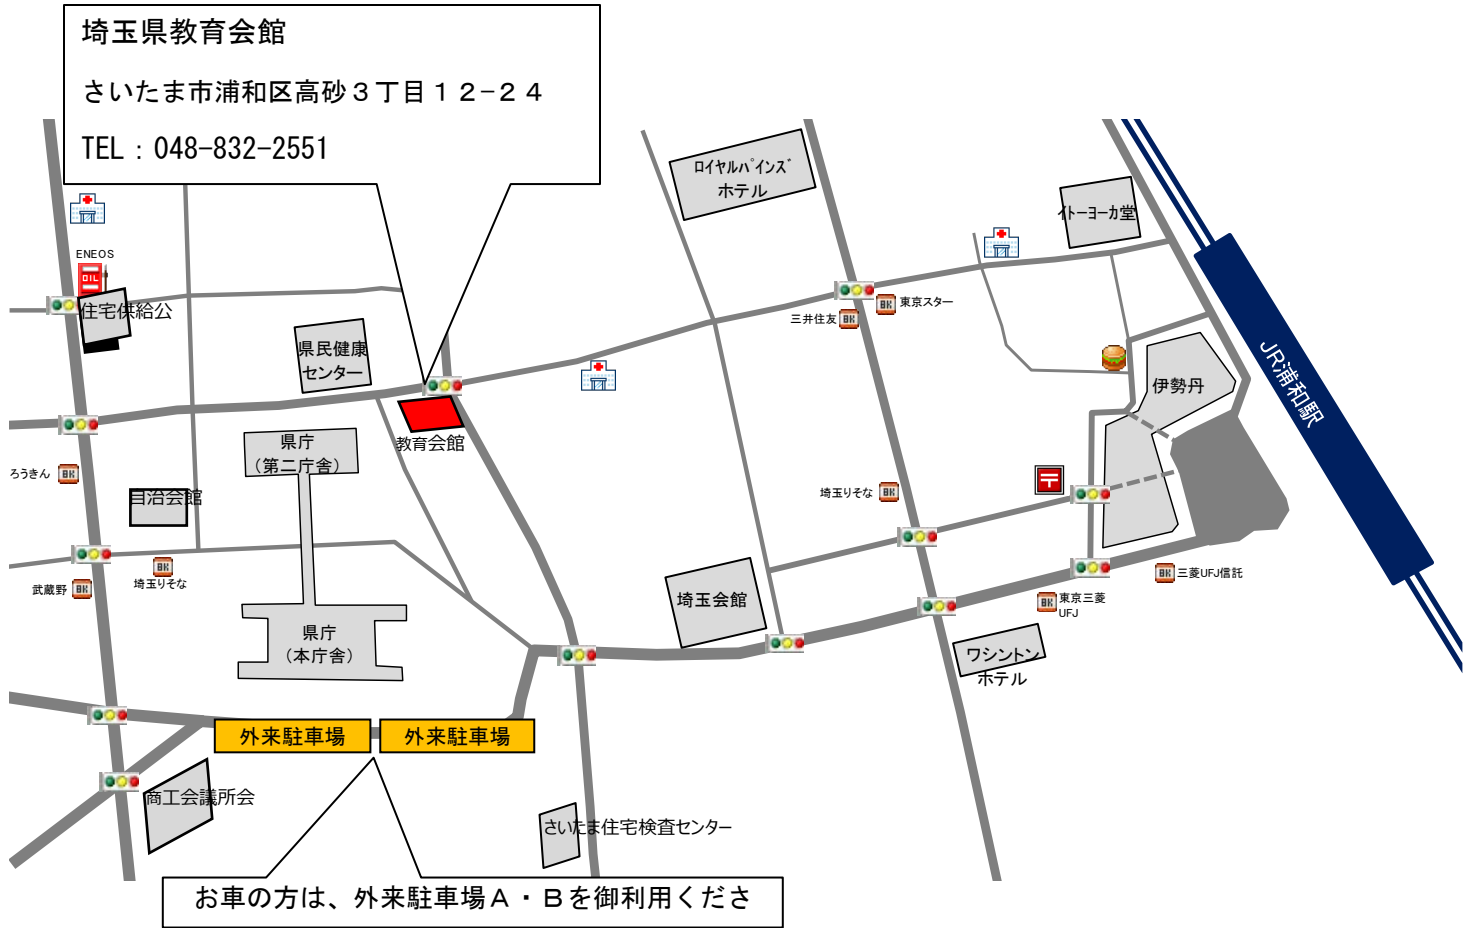 埼玉県教育会館
さいたま市浦和区高砂３丁目１２−２４
TEL：048-832-2551
ロイヤルパインズ
ホテル
イトーヨーカ堂
ENEOS
OIL
住宅供給公
県民健康
センター
三井住友
BK
BK
東京スター
JR浦和駅
伊勢丹
教育会館
県庁
（第二庁舎）
ろうきん
BK
自治会館
埼玉りそな
BK
〒
武蔵野
BK
BK
埼玉りそな
埼玉会館
BK
三菱UFJ信託
BK
東京三菱
UFJ
県庁
（本庁舎）
ワシントン
ホテル
外来駐車場
外来駐車場
商工会議所会
さいたま住宅検査センター
お車の方は、外来駐車場Ａ・Ｂを御利用くださ